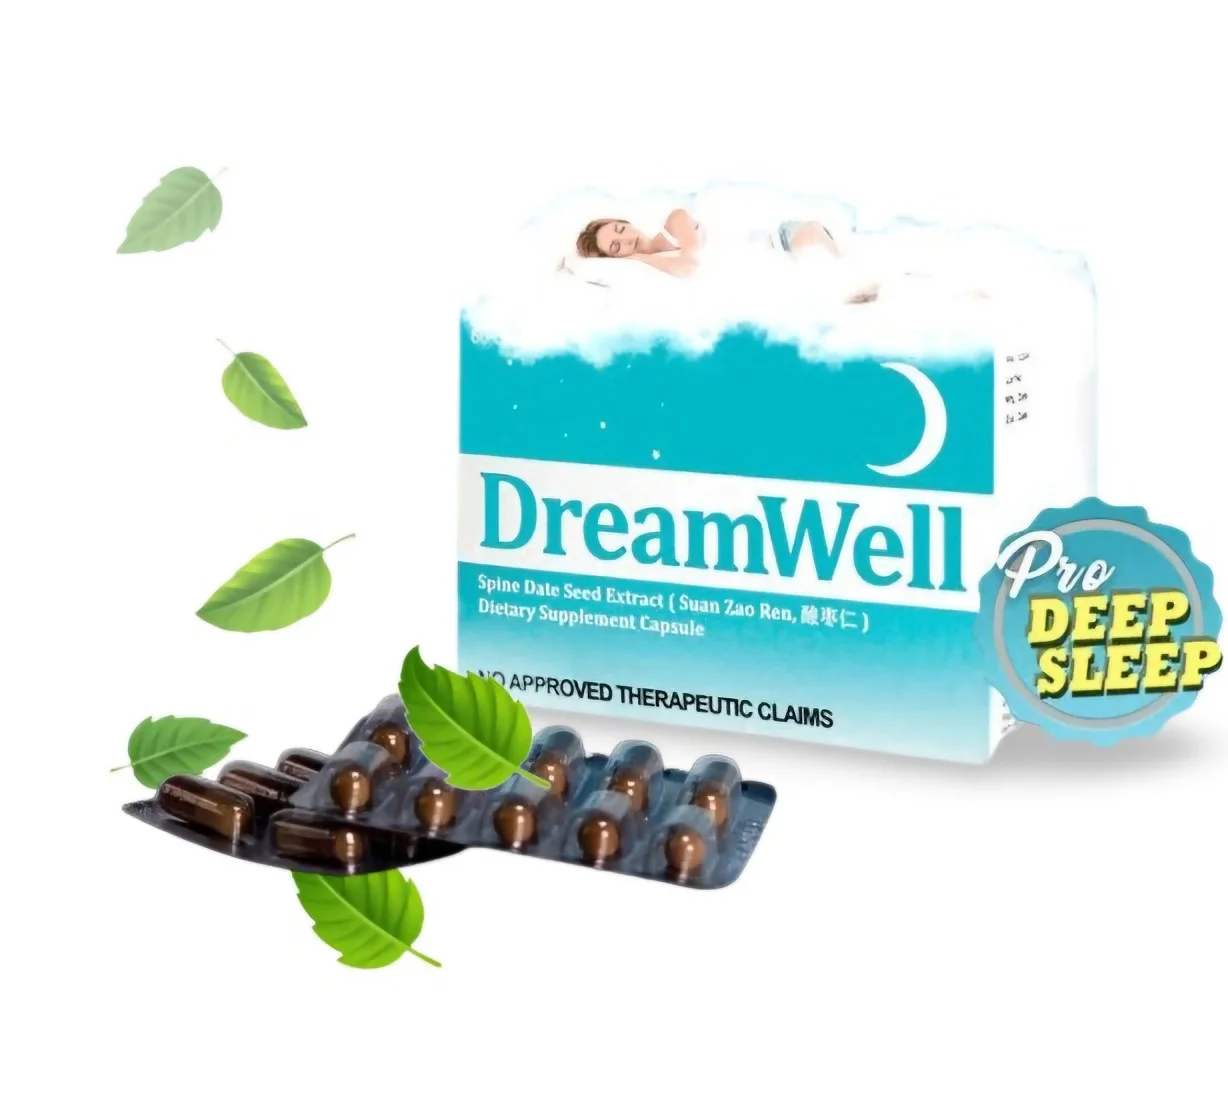 DreamWell
Spine Date Seed Extract ( Suan Zao Ren, 酸枣仁 )
Dietary Supplement Capsule
NO APPROVED THERAPEUTIC CLAIMS
Pro
DEEP
SLEEP